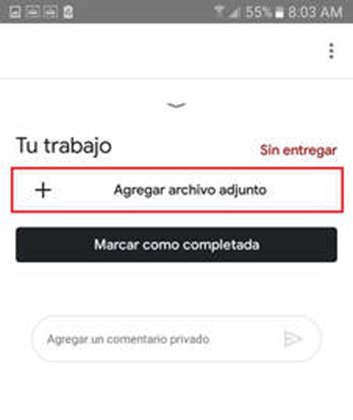 55% 8:03 AM
Tu trabajo
Sin entregar
Agregar archivo adjunto
Marcar como completada
Agregar un comentario privado